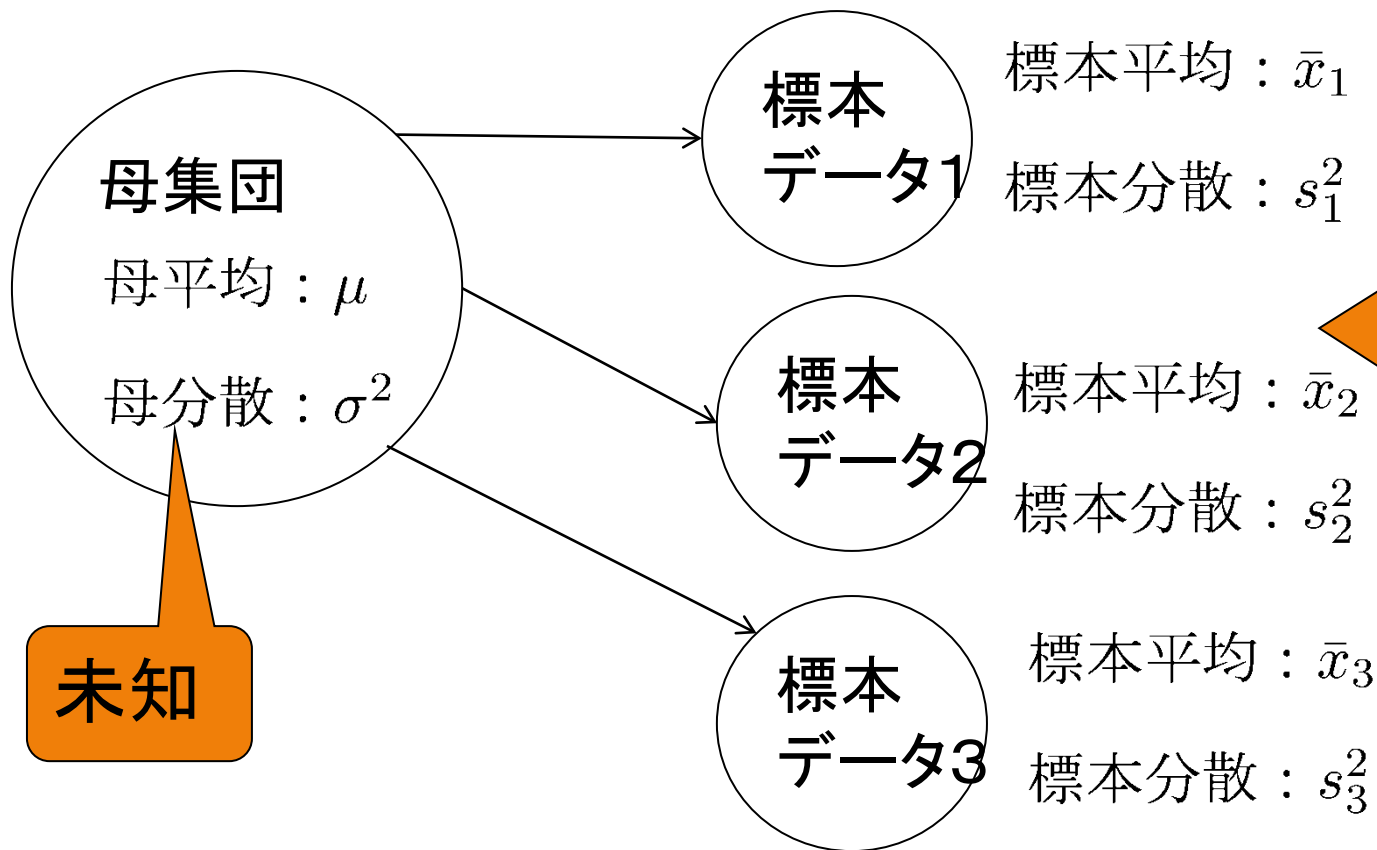 母集団
母平均：μ
母分散：σ²
未知
標本
データ1
標本平均：x̄₁
標本分散：s₁²
標本
データ2
標本平均：x̄₂
標本分散：s₂²
標本
データ3
標本平均：x̄₃
標本分散：s₃²